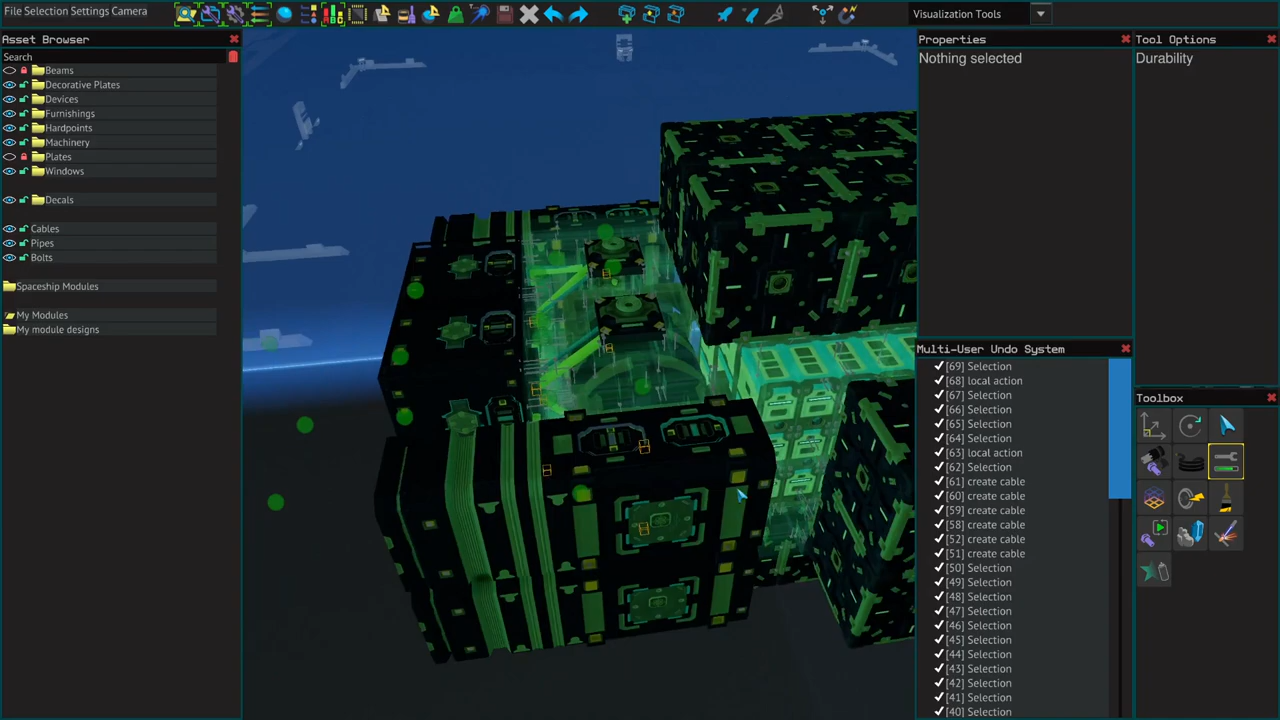 File Selection Settings Camera
Visualization Tools
Asset Browser
Search
Beams
Decorative Plates
Devices
Furnishings
Hardpoints
Machinery
Plates
Windows
Decals
Cables
Pipes
Bolts
Spaceship Modules
My Modules
My module designs
Properties
Nothing selected
Tool Options
Durability
Multi-User Undo System
[69] Selection
[68] local action
[67] Selection
[66] Selection
[65] Selection
[64] Selection
[63] local action
[62] Selection
[61] create cable
[60] create cable
[59] create cable
[58] create cable
[52] create cable
[51] create cable
[50] Selection
[49] Selection
[48] Selection
[47] Selection
[46] Selection
[45] Selection
[44] Selection
[43] Selection
[42] Selection
[41] Selection
[40] Selection
Toolbox